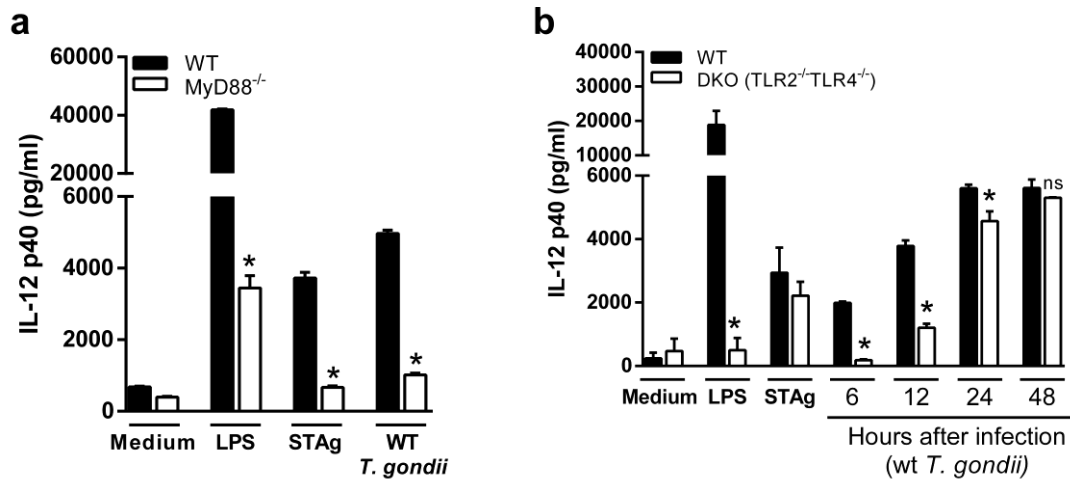 a
60000
40000
20000
6000
4000
2000
0
IL-12 p40 (pg/ml)
WT
MyD88-/-
*
*
*
Medium
LPS
STAg
WT
T. gondii
b
40000
30000
20000
10000
6000
4000
2000
0
IL-12 p40 (pg/ml)
WT
DKO (TLR2-/-TLR4-/-)
*
*
*
*
ns
Medium
LPS
STAg
6
12
24
48
Hours after infection
(wt T. gondii)